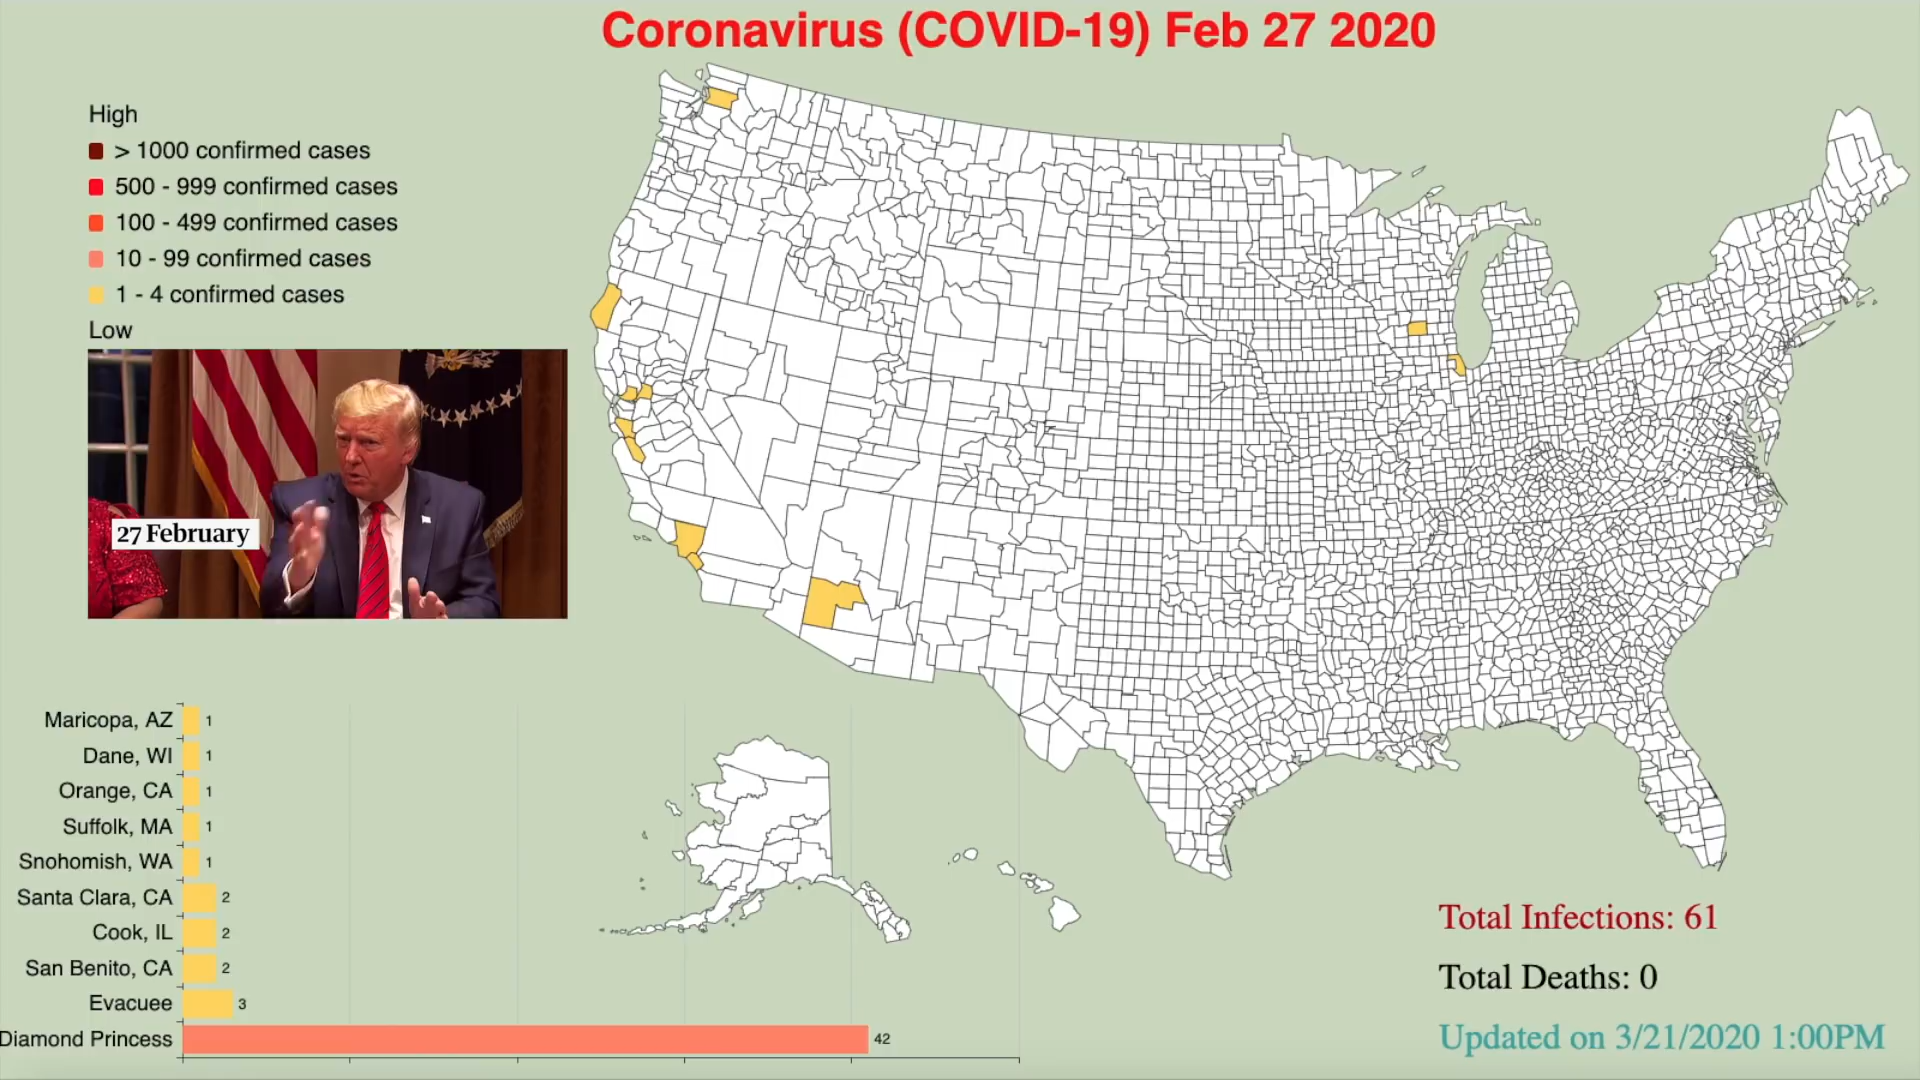 Coronavirus (COVID-19) Feb 27 2020
High
> 1000 confirmed cases
500 - 999 confirmed cases
100 - 499 confirmed cases
10 - 99 confirmed cases
1 - 4 confirmed cases
Low
27 February
Maricopa, AZ 1
Dane, WI 1
Orange, CA 1
Suffolk, MA 1
Snohomish, WA 1
Santa Clara, CA 2
Cook, IL 2
San Benito, CA 2
Evacuee 3
Diamond Princess 42
Total Infections: 61
Total Deaths: 0
Updated on 3/21/2020 1:00PM